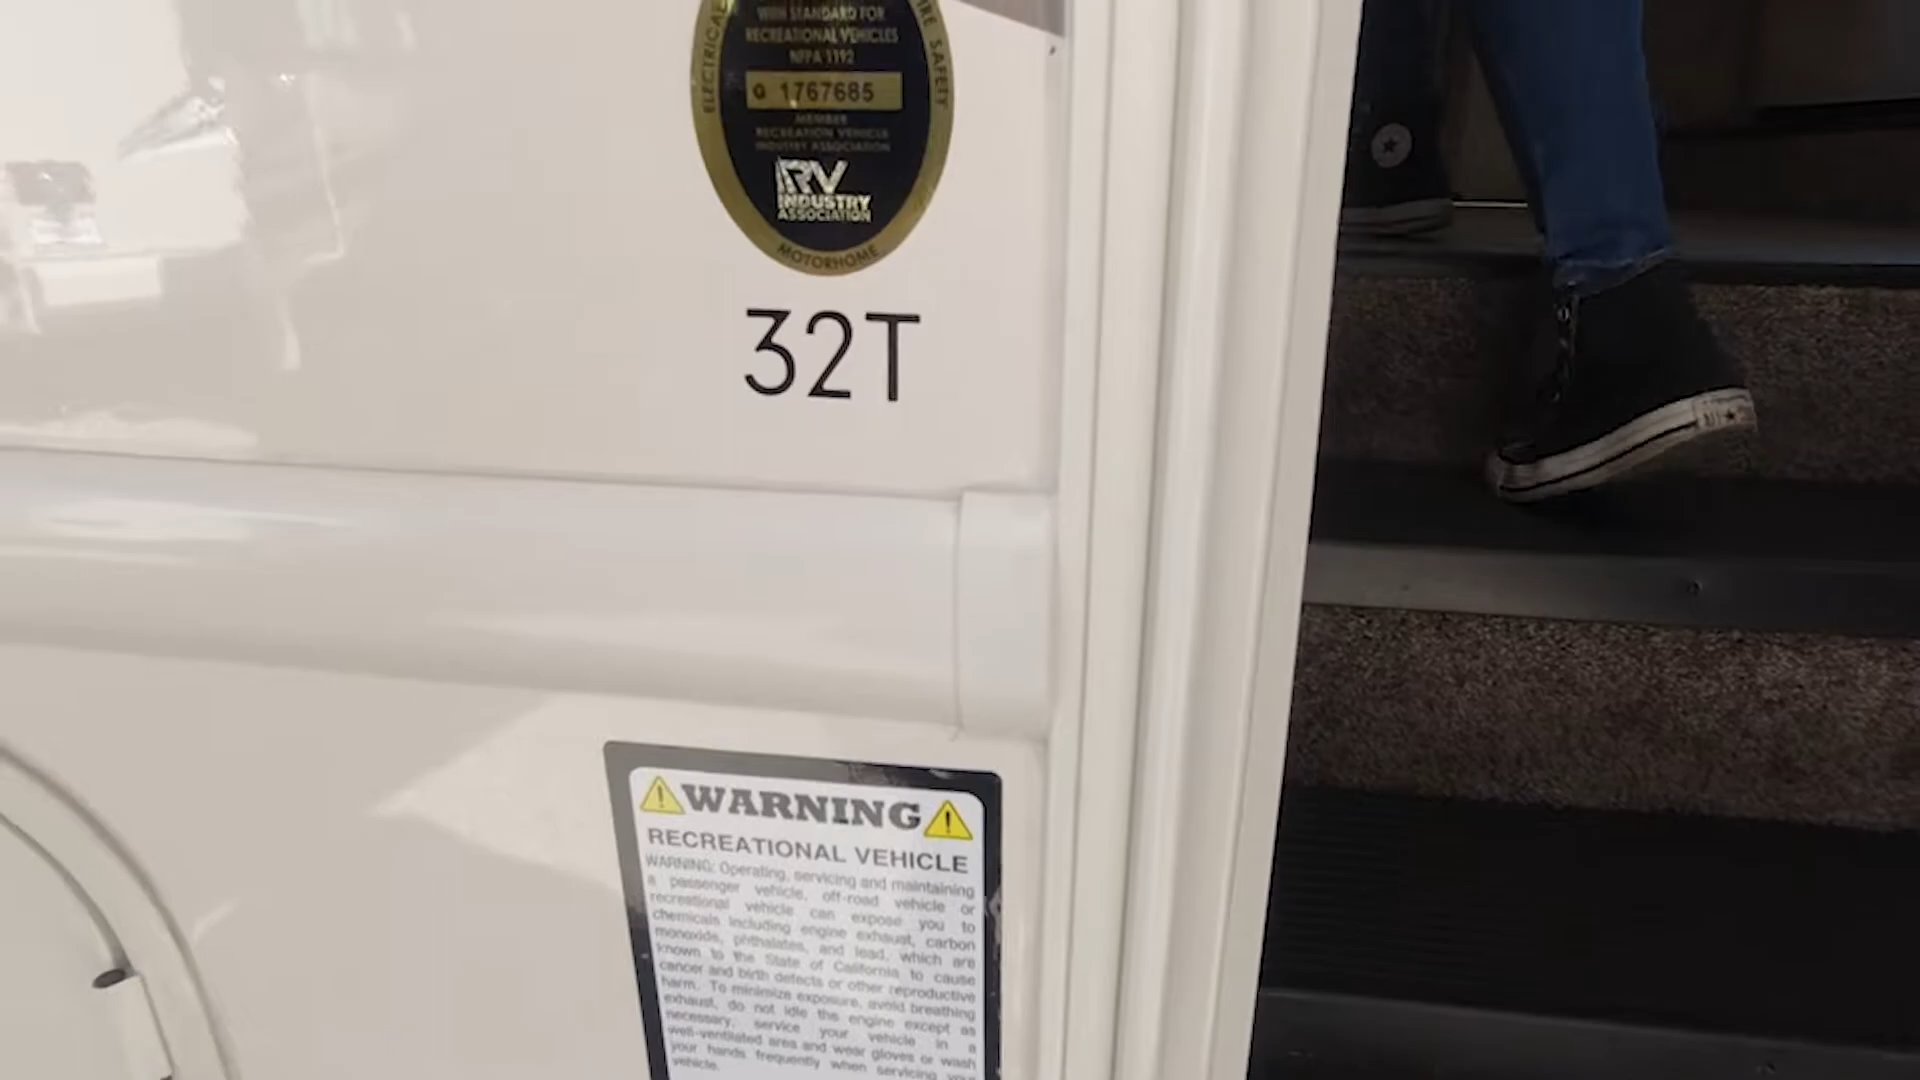 WITH STANDARD FOR
RECREATIONAL VEHICLES
NFPA 1192
ELECTRICAL
FIRE SAFETY
G 1767685
MEMBER
RECREATION VEHICLE
INDUSTRY ASSOCIATION
RV
INDUSTRY
ASSOCIATION
MOTORHOME
32T
WARNING
RECREATIONAL VEHICLE
WARNING: Operating, servicing and maintaining
a passenger vehicle, off-road vehicle or
recreational vehicle can expose you to
chemicals including engine exhaust, carbon
monoxide, phthalates, and lead, which are
known to the State of California to cause
cancer and birth defects or other reproductive
harm. To minimize exposure, avoid breathing
exhaust, do not idle the engine except as
necessary, service your vehicle in a
well-ventilated area and wear gloves or wash
your hands frequently when servicing your
vehicle.